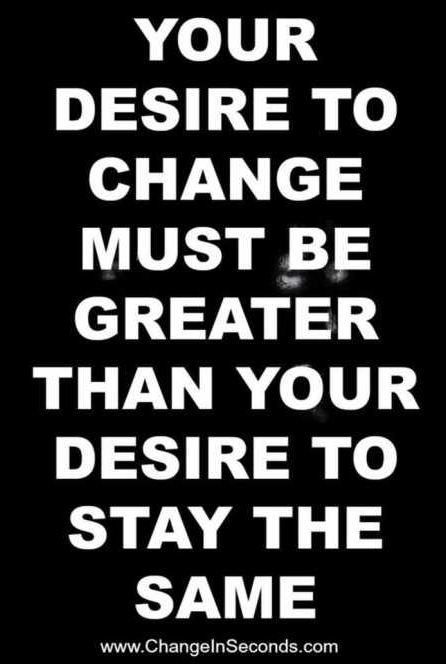 YOUR
DESIRE TO
CHANGE
MUST BE
GREATER
THAN YOUR
DESIRE TO
STAY THE
SAME
www.ChangeInSeconds.com